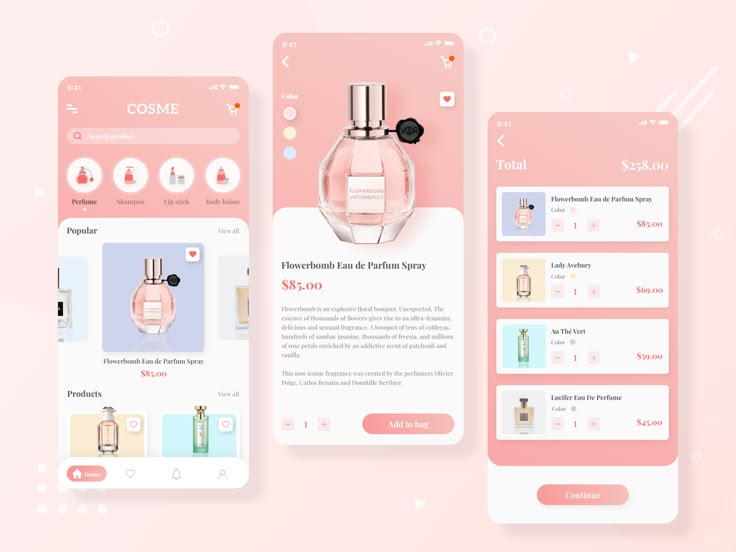 9:41
COSME
Search product
Perfume
Shampoo
Lip stick
Body lotion
Popular
View all
Flowerbomb Eau de Parfum Spray
$85.00
Products
View all
Home
9:41
Color
FLOWERBOMB
VIKTOR&ROLF
Flowerbomb Eau de Parfum Spray
$85.00
Flowerbomb is an explosive floral bouquet. Unexpected. The
essence of thousands of flowers gives rise to an ultra-feminine,
delicious and sensual fragrance. A bouquet of tens of cattleyas,
hundreds of sambac jasmine, thousands of freesia, and millions
of rose petals enriched by an addictive scent of patchouli and
vanilla.
This now iconic fragrance was created by the perfumers Olivier
Polge, Carlos Benaim and Domitille Berthier.
- 1 +
Add to bag
9:41
Total
$258.00
Flowerbomb Eau de Parfum Spray
Color
- 1 +
$85.00
Lady Avebury
Color
- 1 +
$69.00
Au Thé Vert
Color
- 1 +
$59.00
Lucifer Eau De Perfume
Color
- 1 +
$45.00
Continue